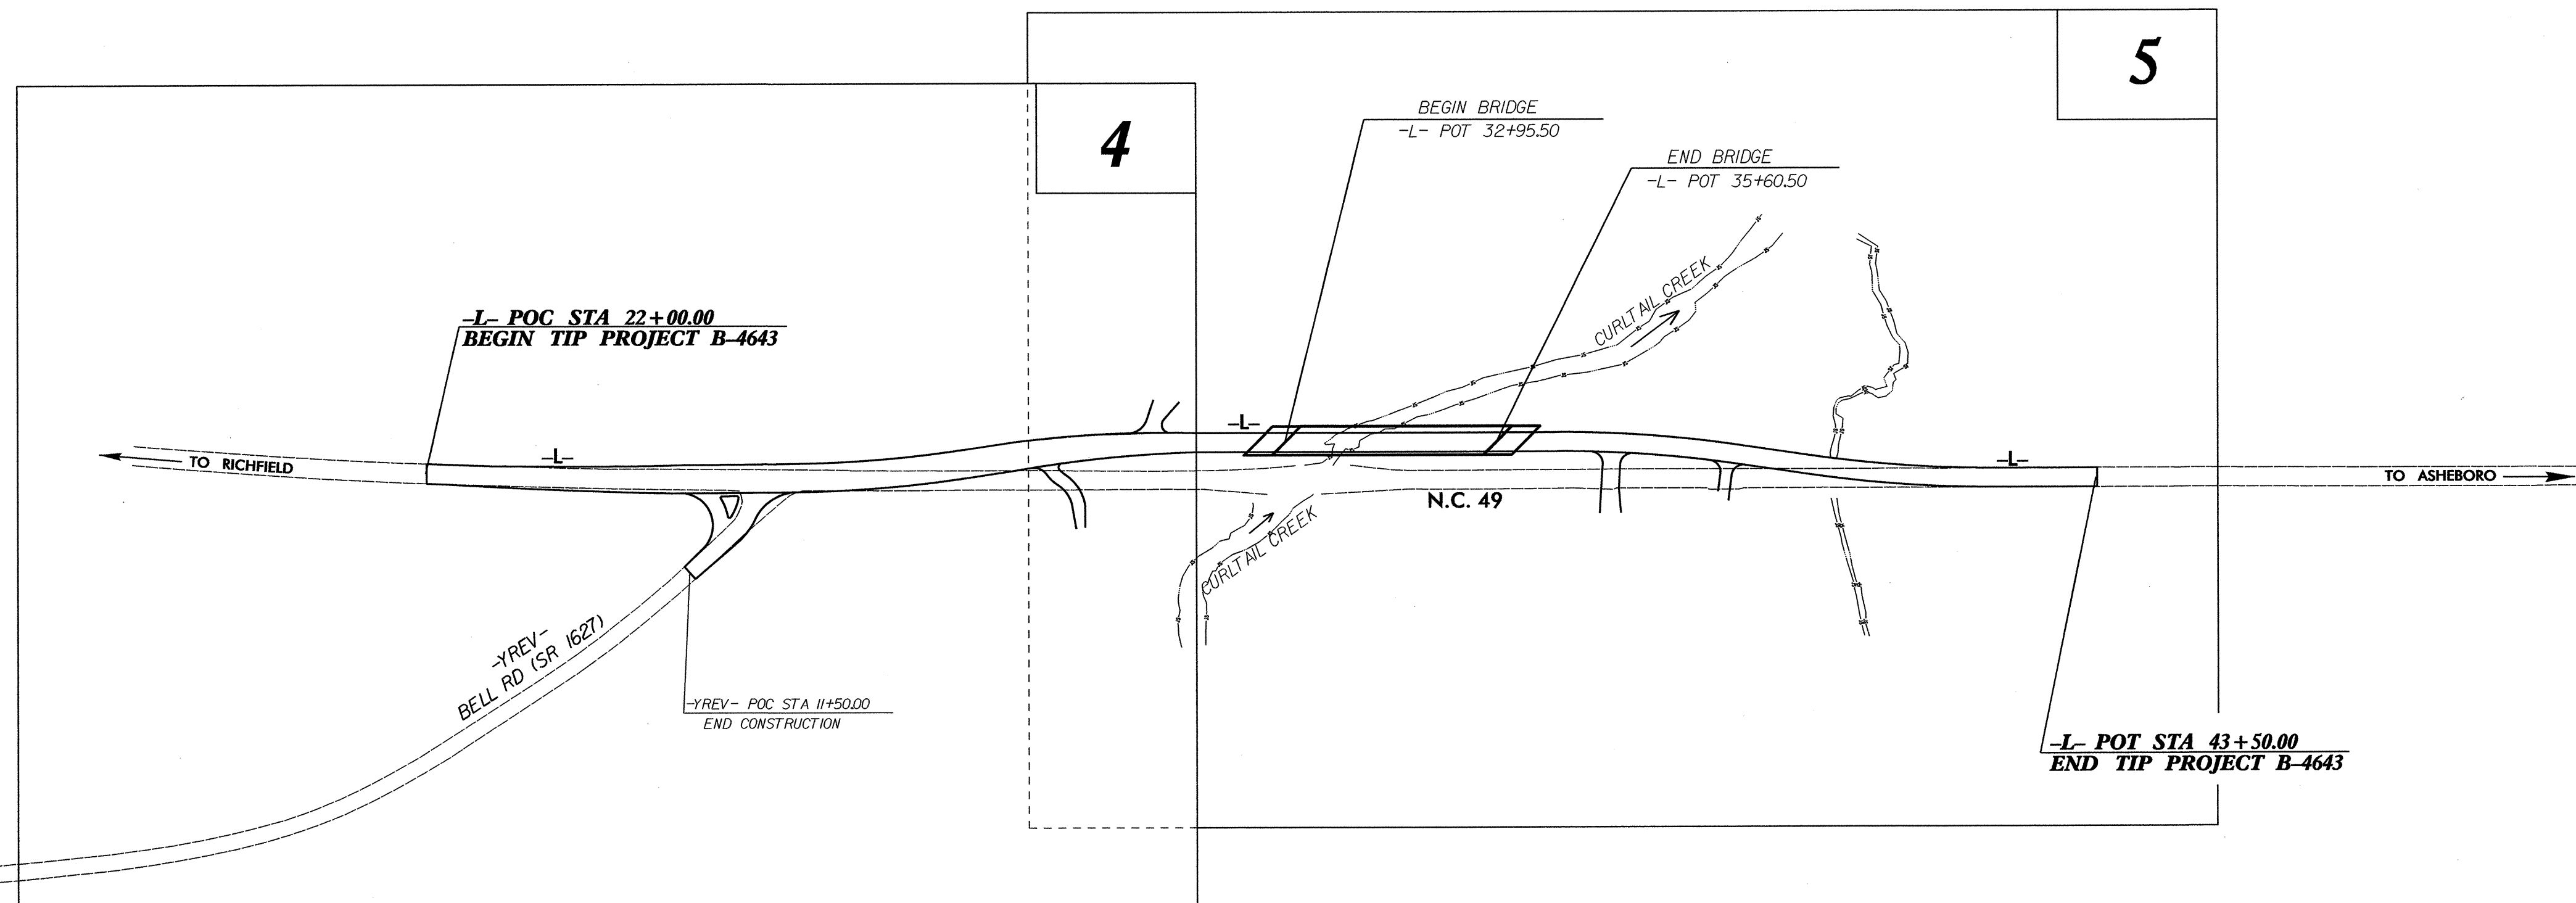 5
4
BEGIN BRIDGE
-L- POT 32+95.50
END BRIDGE
-L- POT 35+60.50
CURLTAIL CREEK
-L- POC STA 22+00.00
BEGIN TIP PROJECT B-4643
-L-
-L-
-L-
TO RICHFIELD
TO ASHEBORO
N.C. 49
CURLTAIL CREEK
-YREV-
BELL RD (SR 1627)
-YREV- POC STA 11+50.00
END CONSTRUCTION
-L- POT STA 43+50.00
END TIP PROJECT B-4643